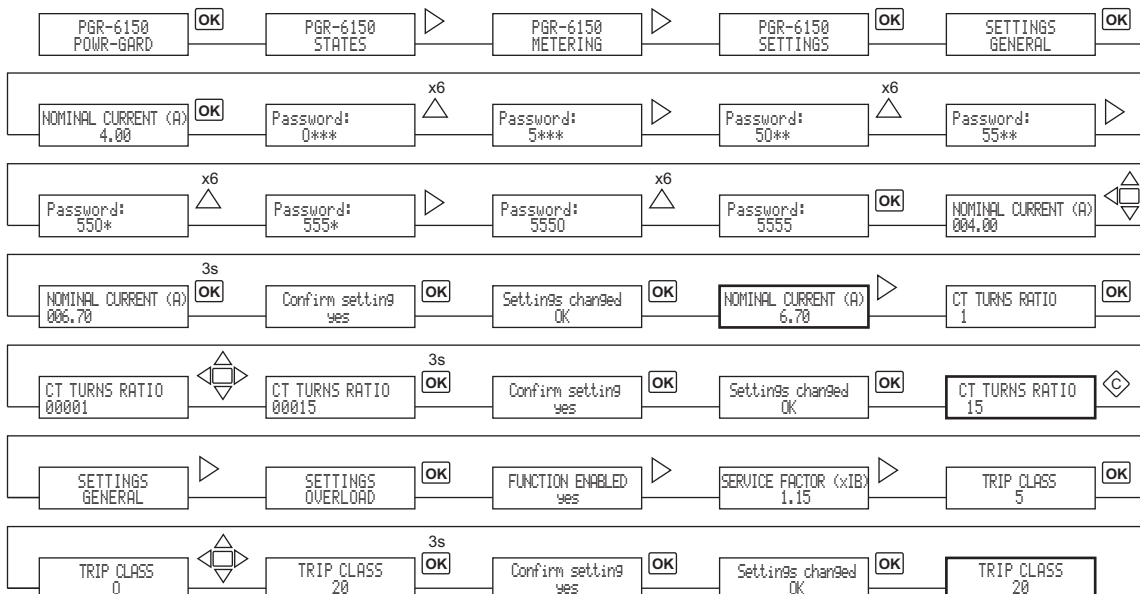 PGR-6150
POWR-GARD
OK
PGR-6150
STATES
PGR-6150
METERING
PGR-6150
SETTINGS
OK
SETTINGS
GENERAL
OK
NOMINAL CURRENT (A)
4.00
OK
Password:
0***
x6
Password:
5***
Password:
50**
x6
Password:
55**
Password:
550*
x6
Password:
555*
Password:
5550
x6
Password:
5555
OK
NOMINAL CURRENT (A)
004.00
NOMINAL CURRENT (A)
006.70
3s
OK
Confirm setting
yes
OK
Settings changed
OK
OK
NOMINAL CURRENT (A)
6.70
CT TURNS RATIO
1
OK
CT TURNS RATIO
00001
CT TURNS RATIO
00015
3s
OK
Confirm setting
yes
OK
Settings changed
OK
OK
CT TURNS RATIO
15
C
SETTINGS
GENERAL
SETTINGS
OVERLOAD
OK
FUNCTION ENABLED
yes
SERVICE FACTOR (xIB)
1.15
TRIP CLASS
5
OK
TRIP CLASS
0
TRIP CLASS
20
3s
OK
Confirm setting
yes
OK
Settings changed
OK
OK
TRIP CLASS
20